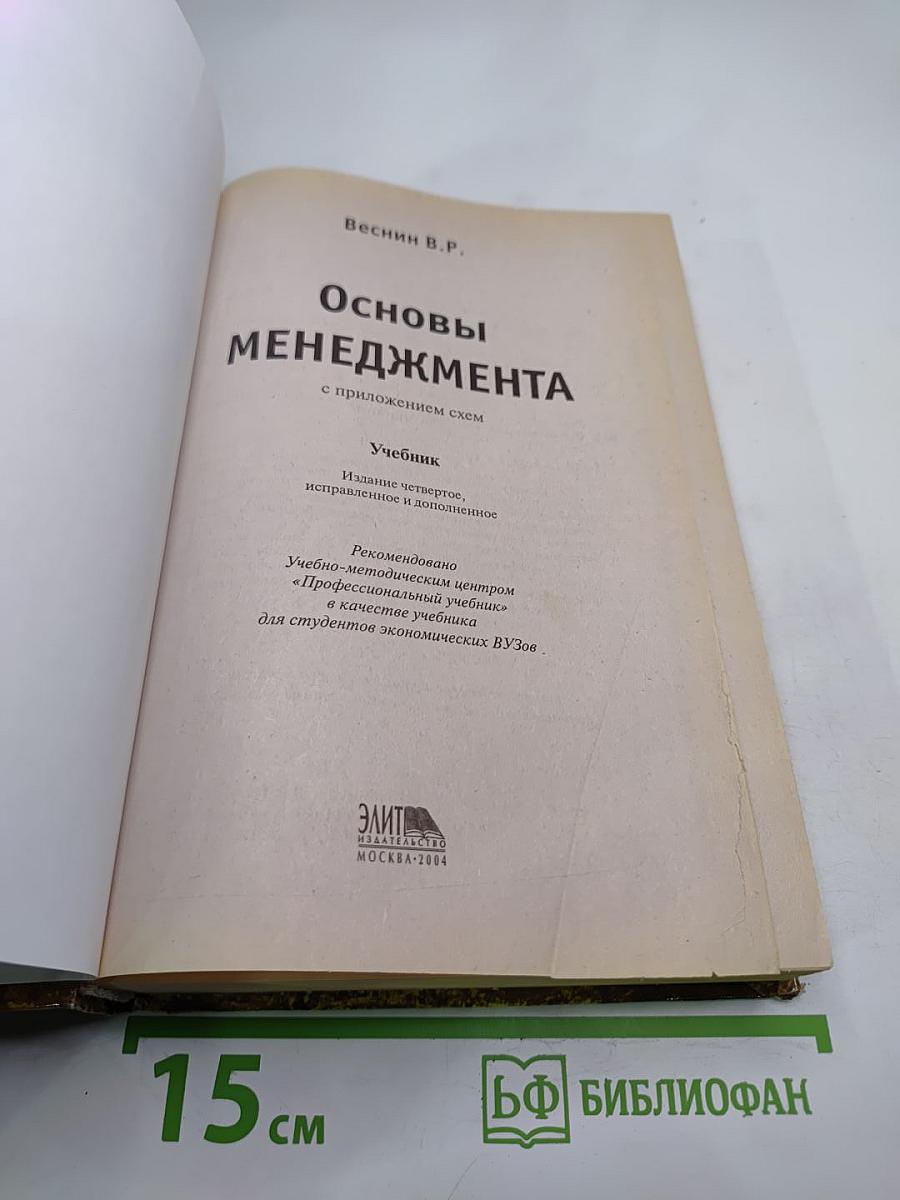 Веснин В.Р.
Основы
МЕНЕДЖМЕНТА
с приложением схем
Учебник
Издание четвертое,
исправленное и дополненное
Рекомендовано
Учебно-методическим центром
«Профессиональный учебник»
в качестве учебника
для студентов экономических ВУЗов
ЭЛИТ
ИЗДАТЕЛЬСТВО
МОСКВА•2004
15 см
БФ БИБЛИОФАН